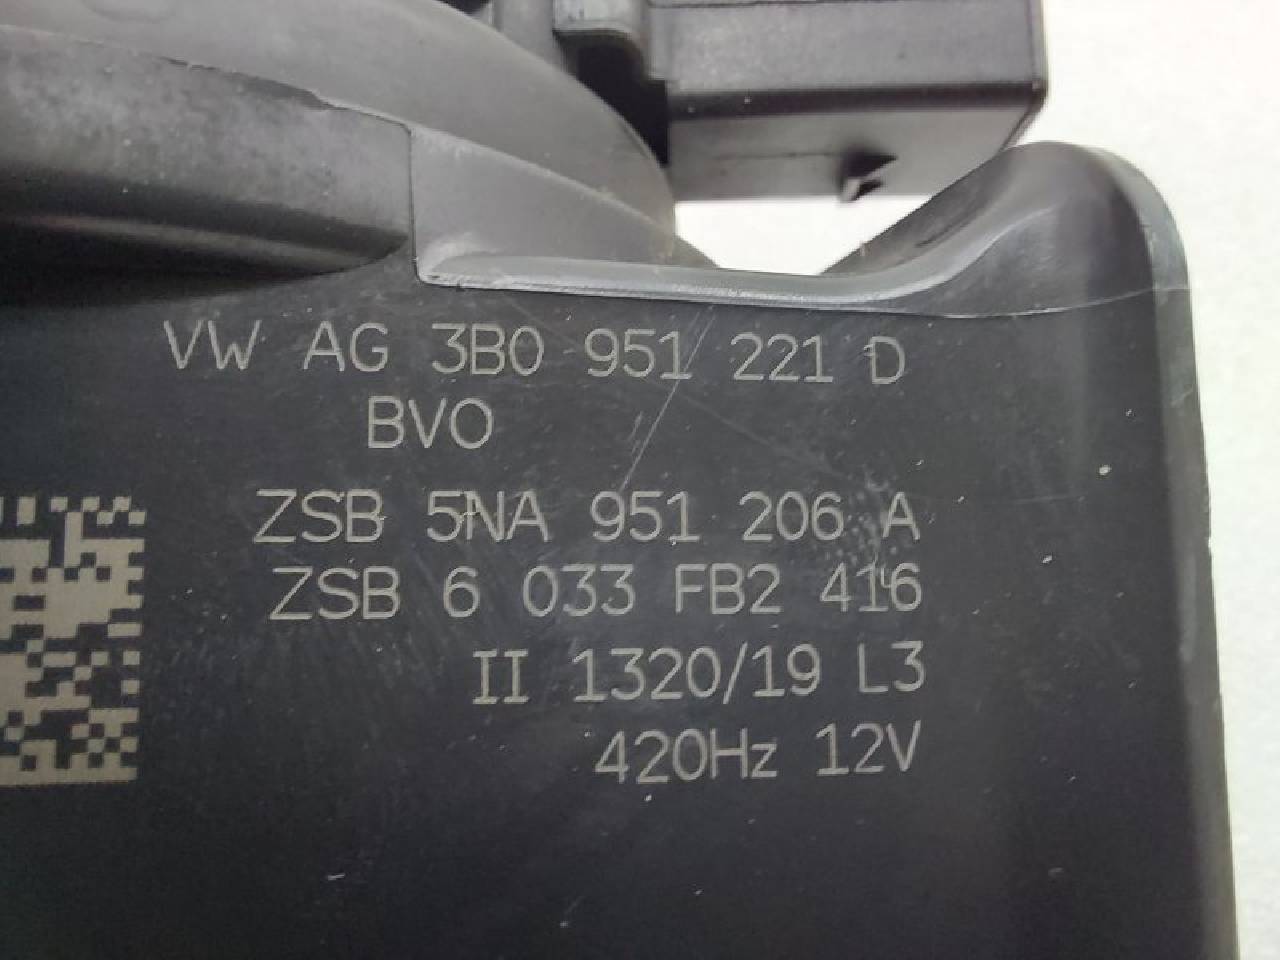 VW AG 3B0 951 221 D
BVO
ZSB 5NA 951 206 A
ZSB 6 033 FB2 416
II 1320/19 L3
420Hz 12V